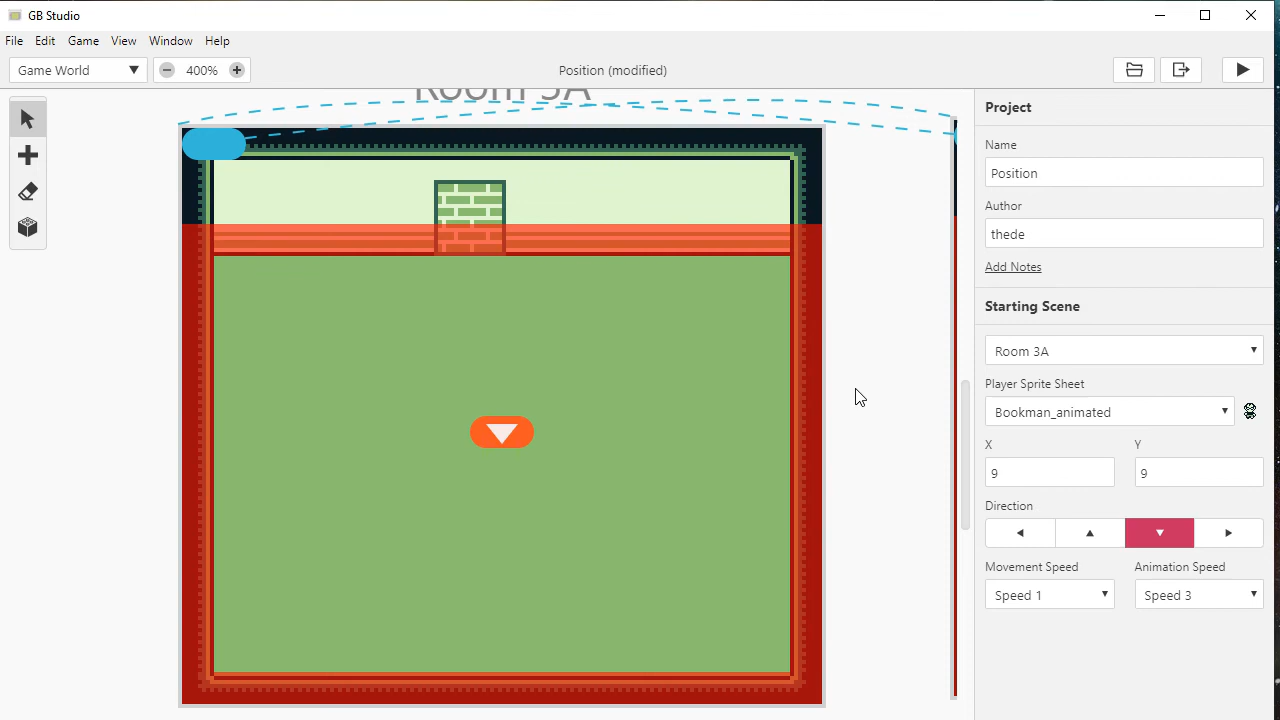 GB Studio
File Edit Game View Window Help
Game World
400%
Position (modified)
Room 3A
Project
Name
Position
Author
thede
Add Notes
Starting Scene
Room 3A
Player Sprite Sheet
Bookman_animated
X Y
9 9
Direction
Movement Speed Animation Speed
Speed 1 Speed 3